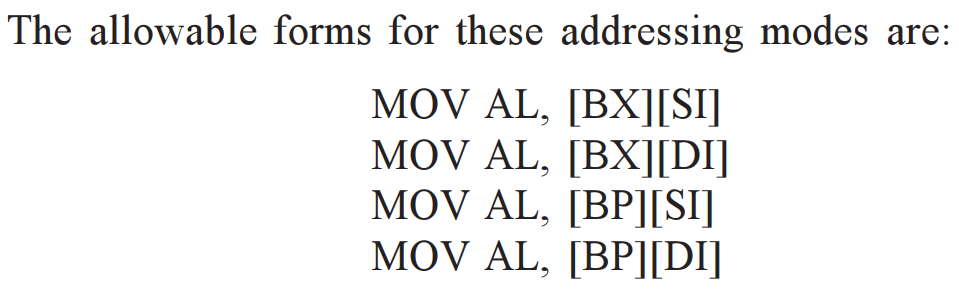 The allowable forms for these addressing modes are:
MOV AL, [BX][SI]
MOV AL, [BX][DI]
MOV AL, [BP][SI]
MOV AL, [BP][DI]